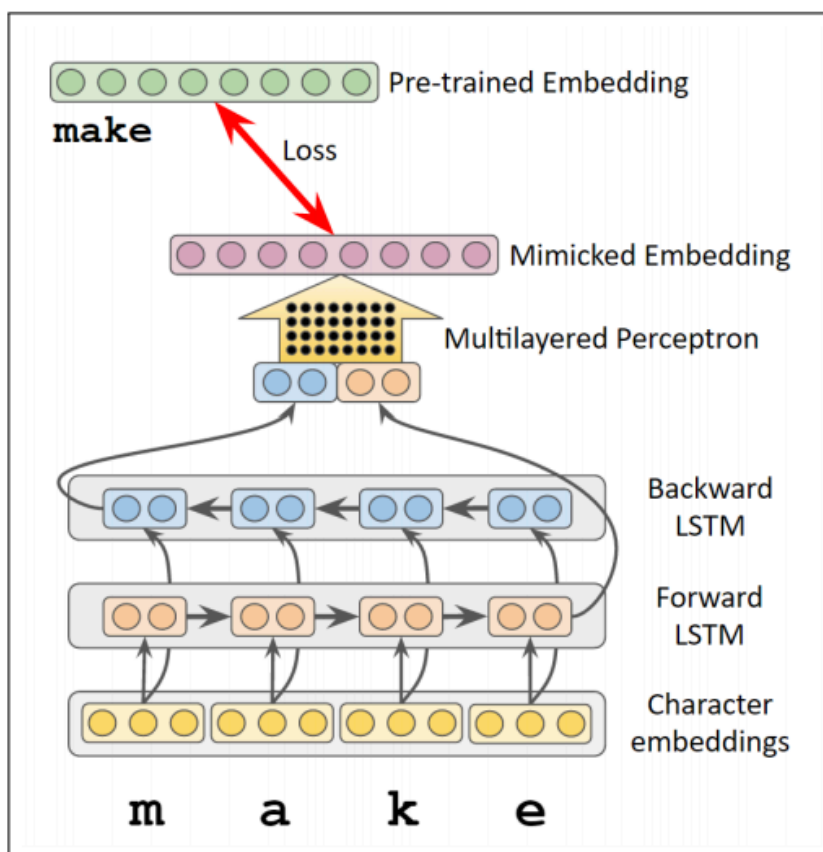 Pre-trained Embedding
make
Loss
Mimicked Embedding
Multilayered Perceptron
Backward
LSTM
Forward
LSTM
Character
embeddings
m a k e